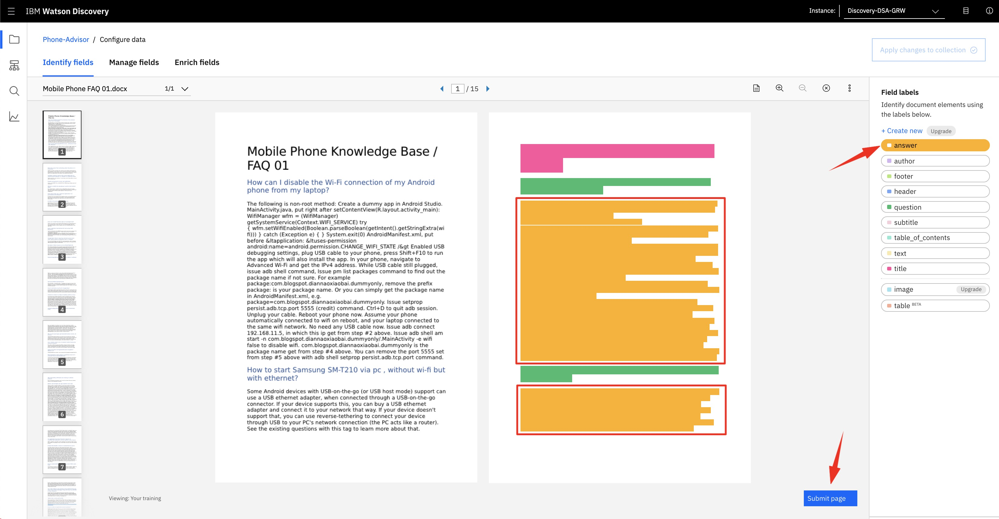 IBM Watson Discovery
Instance:
Discovery-DSA-GRW
Phone-Advisor / Configure data
Apply changes to collection
Identify fields
Manage fields
Enrich fields
Mobile Phone FAQ 01.docx
1/1
1 / 15
Mobile Phone Knowledge Base /
FAQ 01
1
2
3
4
5
6
7
Mobile Phone Knowledge Base /
FAQ 01
How can I disable the Wi-Fi connection of my Android
phone from my laptop?
The following is non-root method: Create a dummy app in Android Studio.
MainActivity.java, put right after setContentView(R.layout.activity_main):
WifiManager wfm = (WifiManager)
getSystemService(Context.WIFI_SERVICE) try
{ wfm.setWifiEnabled(Boolean.parseBoolean(getIntent().getStringExtra(wi
fi))) } catch (Exception e) { } System.exit(0) AndroidManifest.xml, put
before &ltapplication: &ltuses-permission
android:name=android.permission.CHANGE_WIFI_STATE /&gt Enabled USB
debugging settings, plug USB cable to your phone, press Shift+F10 to run
the app which will also install the app. In your phone, navigate to
Advanced Wi-Fi and get the IPv4 address. While USB cable still plugged,
issue adb shell command, Issue pm list packages command to find out the
package name if not sure. For example
package:com.blogspot.diannaoxiaobai.dummyonly, remove the prefix
package: is your package name. Or you can simply get the package name
in AndroidManifest.xml, e.g.
package=com.blogspot.diannaoxiaobai.dummyonly. Issue setprop
persist.adb.tcp.port 5555 (credit) command. Ctrl+D to quit adb session.
Unplug your cable. Reboot your phone now. Assume your phone
automatically connected to wifi on reboot, and your laptop connected to
the same wifi network. No need any USB cable now. Issue adb connect
192.168.11.5, in which this ip get from step #2 above. Issue adb shell am
start -n com.blogspot.diannaoxiaobai.dummyonly/.MainActivity -e wifi
false to disable wifi. com.blogspot.diannaoxiaobai.dummyonly is the
package name get from step #4 above. You can remove the port 5555 set
from step #5 above with adb shell setprop persist.adb.tcp.port command.
How to start Samsung SM-T210 via pc , without wi-fi but
with ethernet?
Some Android devices with USB-on-the-go (or USB host mode) support can
use a USB ethernet adapter, when connected through a USB-on-the-go
connector. If your device supports this, you can buy a USB ethernet
adapter and connect it to your network that way. If your device doesn't
support that, you can use reverse-tethering to connect your device
through USB to your PC's network connection (the PC acts like a router).
See the existing questions with this tag to learn more about that.
Viewing: Your training
Submit page
Field labels
Identify document elements using
the labels below.
+ Create new Upgrade
answer
author
footer
header
question
subtitle
table_of_contents
text
title
image Upgrade
table BETA